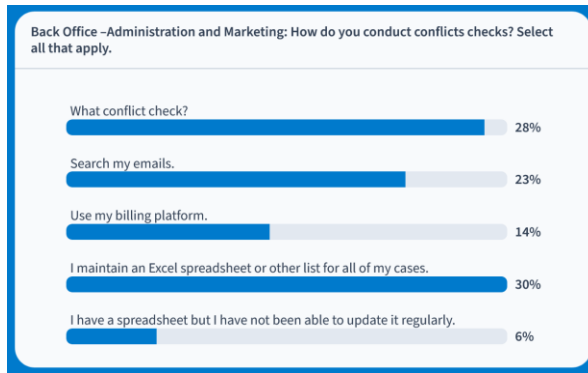 Back Office –Administration and Marketing: How do you conduct conflicts checks? Select
all that apply.
What conflict check?
28%
Search my emails.
23%
Use my billing platform.
14%
I maintain an Excel spreadsheet or other list for all of my cases.
30%
I have a spreadsheet but I have not been able to update it regularly.
6%